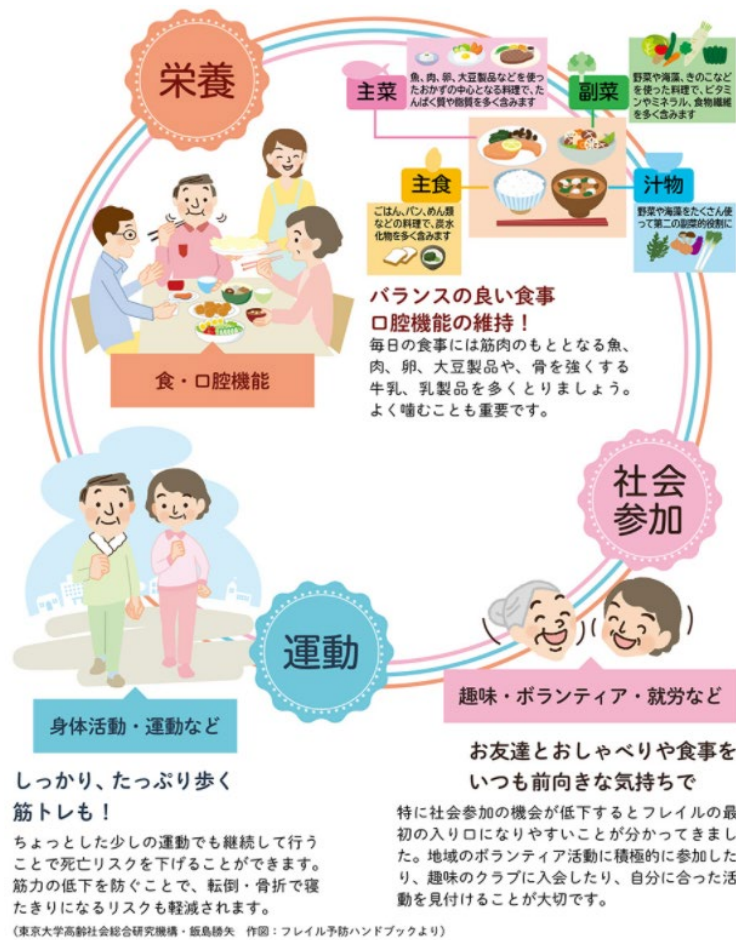 栄養
主菜
魚、肉、卵、大豆製品などを使っ
たおかずの中心となる料理で、た
んぱく質や脂質を多く含みます
副菜
野菜や海藻、きのこなど
を使った料理で、ビタミ
ンやミネラル、食物繊維
を多く含みます
主食
ごはん、パン、めん類
などの料理で、炭水
化物を多く含みます
汁物
野菜や海藻をたくさん使
って第二の副菜的役割に
食・口腔機能
バランスの良い食事
口腔機能の維持！
毎日の食事には筋肉のもととなる魚、
肉、卵、大豆製品や、骨を強くする
牛乳、乳製品を多くとりましょう。
よく噛むことも重要です。
社会
参加
趣味・ボランティア・就労など
お友達とおしゃべりや食事を
いつも前向きな気持ちで
特に社会参加の機会が低下するとフレイルの最
初の入り口になりやすいことが分かってきまし
た。地域のボランティア活動に積極的に参加した
り、趣味のクラブに入会したり、自分に合った活
動を見付けることが大切です。
運動
身体活動・運動など
しっかり、たっぷり歩く
筋トレも！
ちょっとした少しの運動でも継続して行う
ことで死亡リスクを下げることができます。
筋力の低下を防ぐことで、転倒・骨折で寝
たきりになるリスクも軽減されます。
（東京大学高齢社会総合研究機構・飯島勝矢　作図：フレイル予防ハンドブックより）